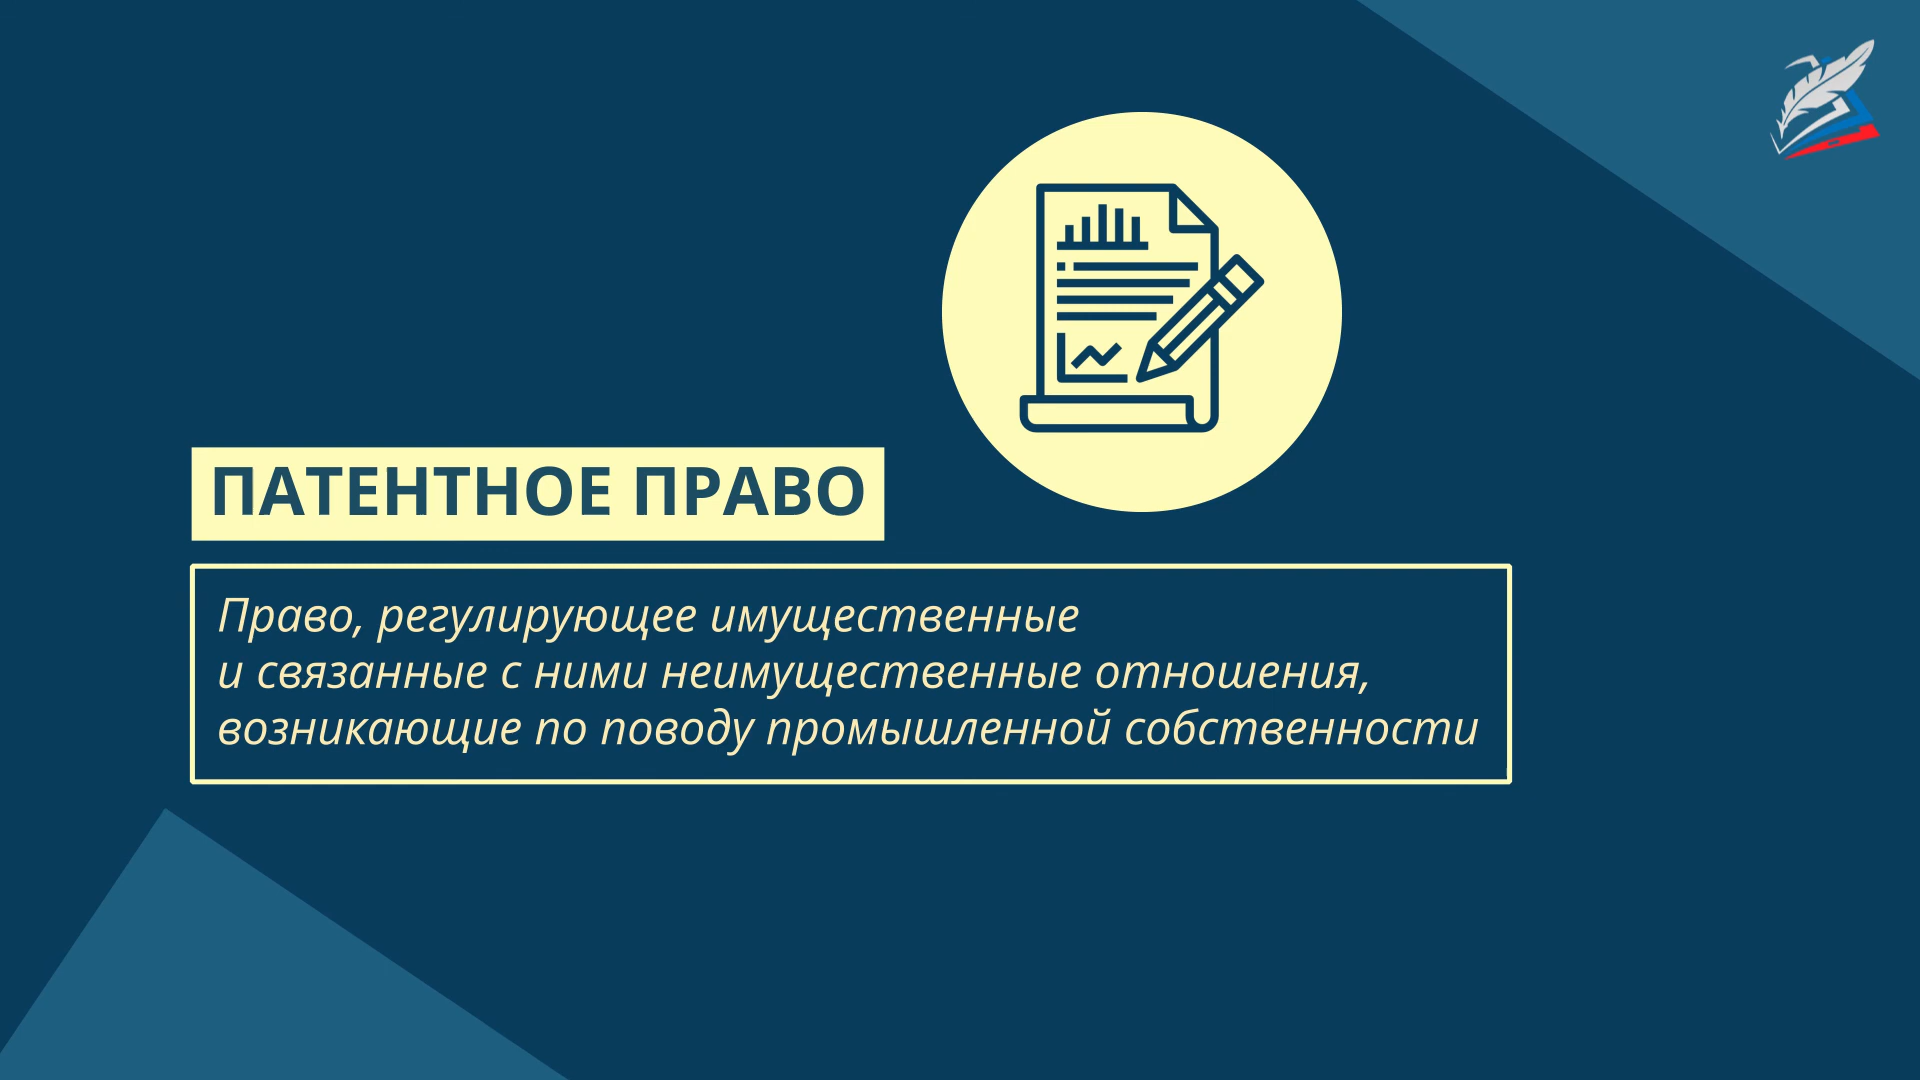 ПАТЕНТНОЕ ПРАВО
Право, регулирующее имущественные
и связанные с ними неимущественные отношения,
возникающие по поводу промышленной собственности